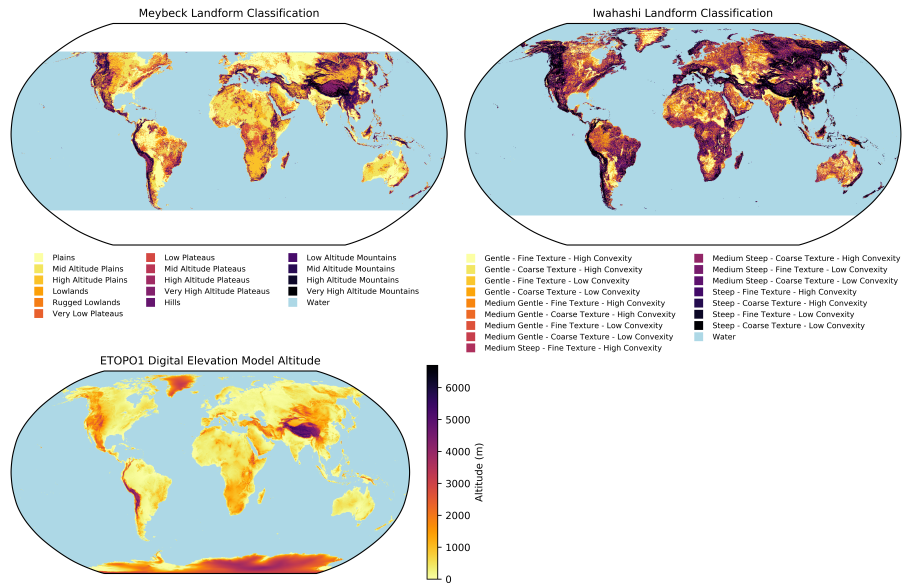 Meybeck Landform Classification
Iwahashi Landform Classification
Plains
Mid Altitude Plains
High Altitude Plains
Lowlands
Rugged Lowlands
Very Low Plateaus
Low Plateaus
Mid Altitude Plateaus
High Altitude Plateaus
Very High Altitude Plateaus
Hills
Low Altitude Mountains
Mid Altitude Mountains
High Altitude Mountains
Very High Altitude Mountains
Water
Gentle - Fine Texture - High Convexity
Gentle - Coarse Texture - High Convexity
Gentle - Fine Texture - Low Convexity
Gentle - Coarse Texture - Low Convexity
Medium Gentle - Fine Texture - High Convexity
Medium Gentle - Coarse Texture - High Convexity
Medium Gentle - Fine Texture - Low Convexity
Medium Gentle - Coarse Texture - Low Convexity
Medium Steep - Fine Texture - High Convexity
Medium Steep - Coarse Texture - High Convexity
Medium Steep - Fine Texture - Low Convexity
Medium Steep - Coarse Texture - Low Convexity
Steep - Fine Texture - High Convexity
Steep - Coarse Texture - High Convexity
Steep - Fine Texture - Low Convexity
Steep - Coarse Texture - Low Convexity
Water
ETOPO1 Digital Elevation Model Altitude
6000
5000
4000
3000
2000
1000
0
Altitude (m)